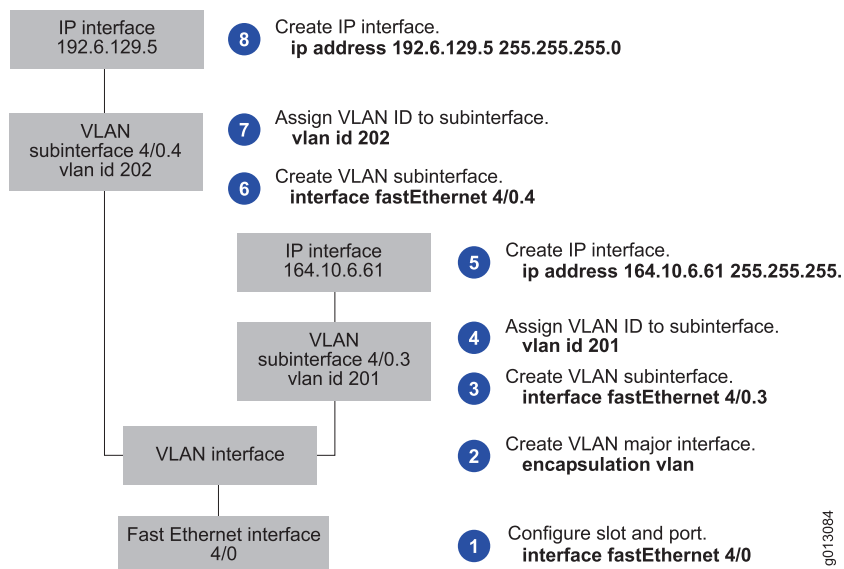 IP interface
192.6.129.5
8
Create IP interface.
ip address 192.6.129.5 255.255.255.0
VLAN
subinterface 4/0.4
vlan id 202
7
Assign VLAN ID to subinterface.
vlan id 202
6
Create VLAN subinterface.
interface fastEthernet 4/0.4
IP interface
164.10.6.61
5
Create IP interface.
ip address 164.10.6.61 255.255.255.
VLAN
subinterface 4/0.3
vlan id 201
4
Assign VLAN ID to subinterface.
vlan id 201
3
Create VLAN subinterface.
interface fastEthernet 4/0.3
VLAN interface
2
Create VLAN major interface.
encapsulation vlan
Fast Ethernet interface
4/0
1
Configure slot and port.
interface fastEthernet 4/0
g013084